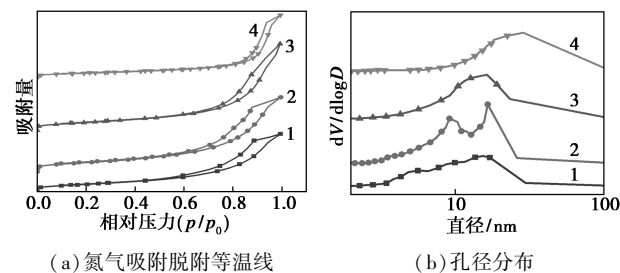 吸附量
4
3
2
1
0.0 0.2 0.4 0.6 0.8 1.0
相对压力(p/p₀)
(a)氮气吸附脱附等温线
dV/dlogD
4
3
2
1
10 100
直径/nm
(b)孔径分布